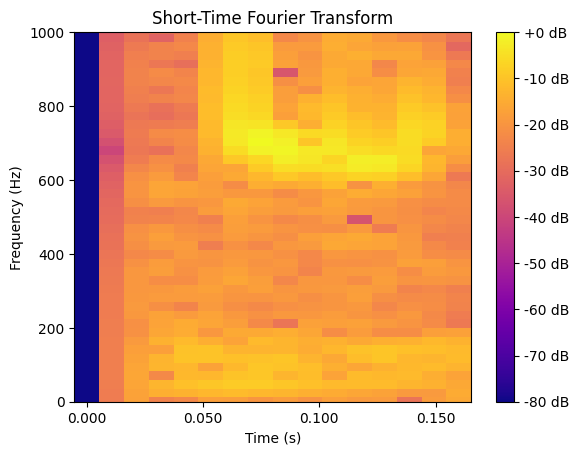 Short-Time Fourier Transform
Frequency (Hz)
1000
800
600
400
200
0
0.000
0.050
0.100
0.150
Time (s)
+0 dB
-10 dB
-20 dB
-30 dB
-40 dB
-50 dB
-60 dB
-70 dB
-80 dB